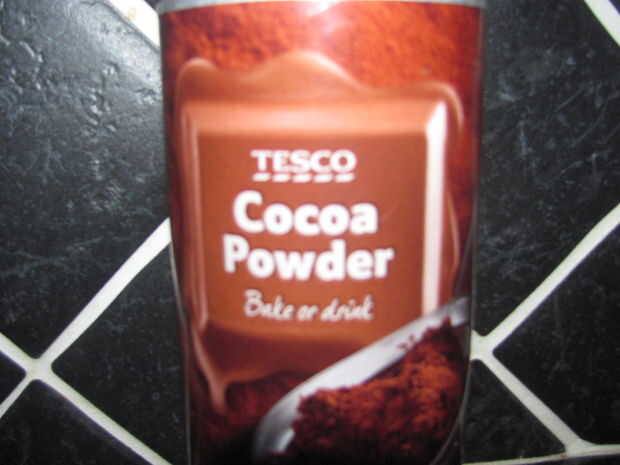 TESCO
Cocoa
Powder
Bake or drink